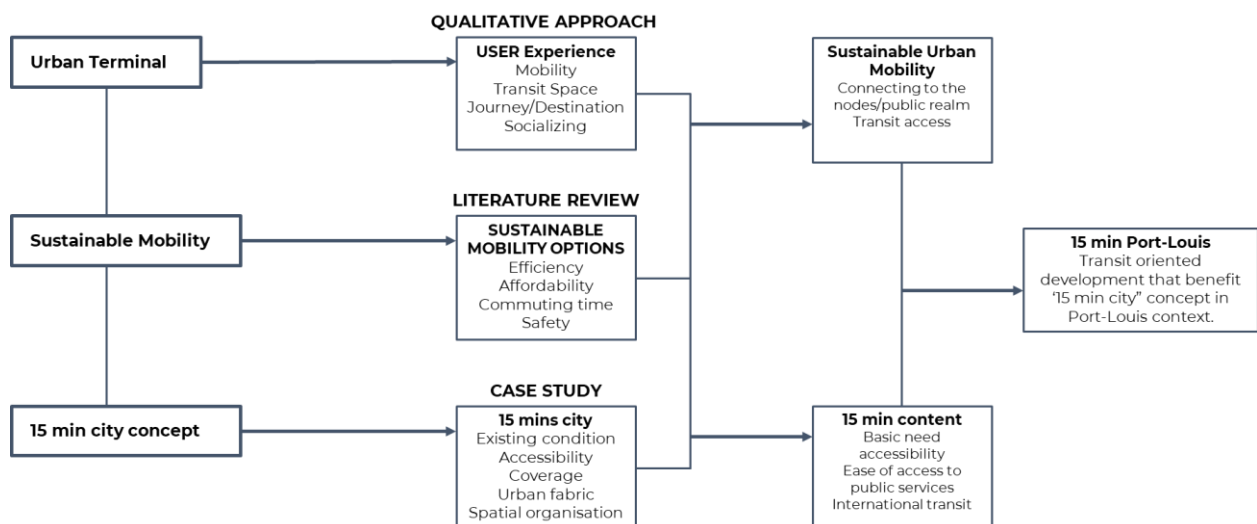 QUALITATIVE APPROACH
Urban Terminal
USER Experience
Mobility
Transit Space
Journey/Destination
Socializing
Sustainable Urban
Mobility
Connecting to the
nodes/public realm
Transit access
LITERATURE REVIEW
Sustainable Mobility
SUSTAINABLE
MOBILITY OPTIONS
Efficiency
Affordability
Commuting time
Safety
15 min Port-Louis
Transit oriented
development that benefit
‘15 min city” concept in
Port-Louis context.
CASE STUDY
15 min city concept
15 mins city
Existing condition
Accessibility
Coverage
Urban fabric
Spatial organisation
15 min content
Basic need
accessibility
Ease of access to
public services
International transit